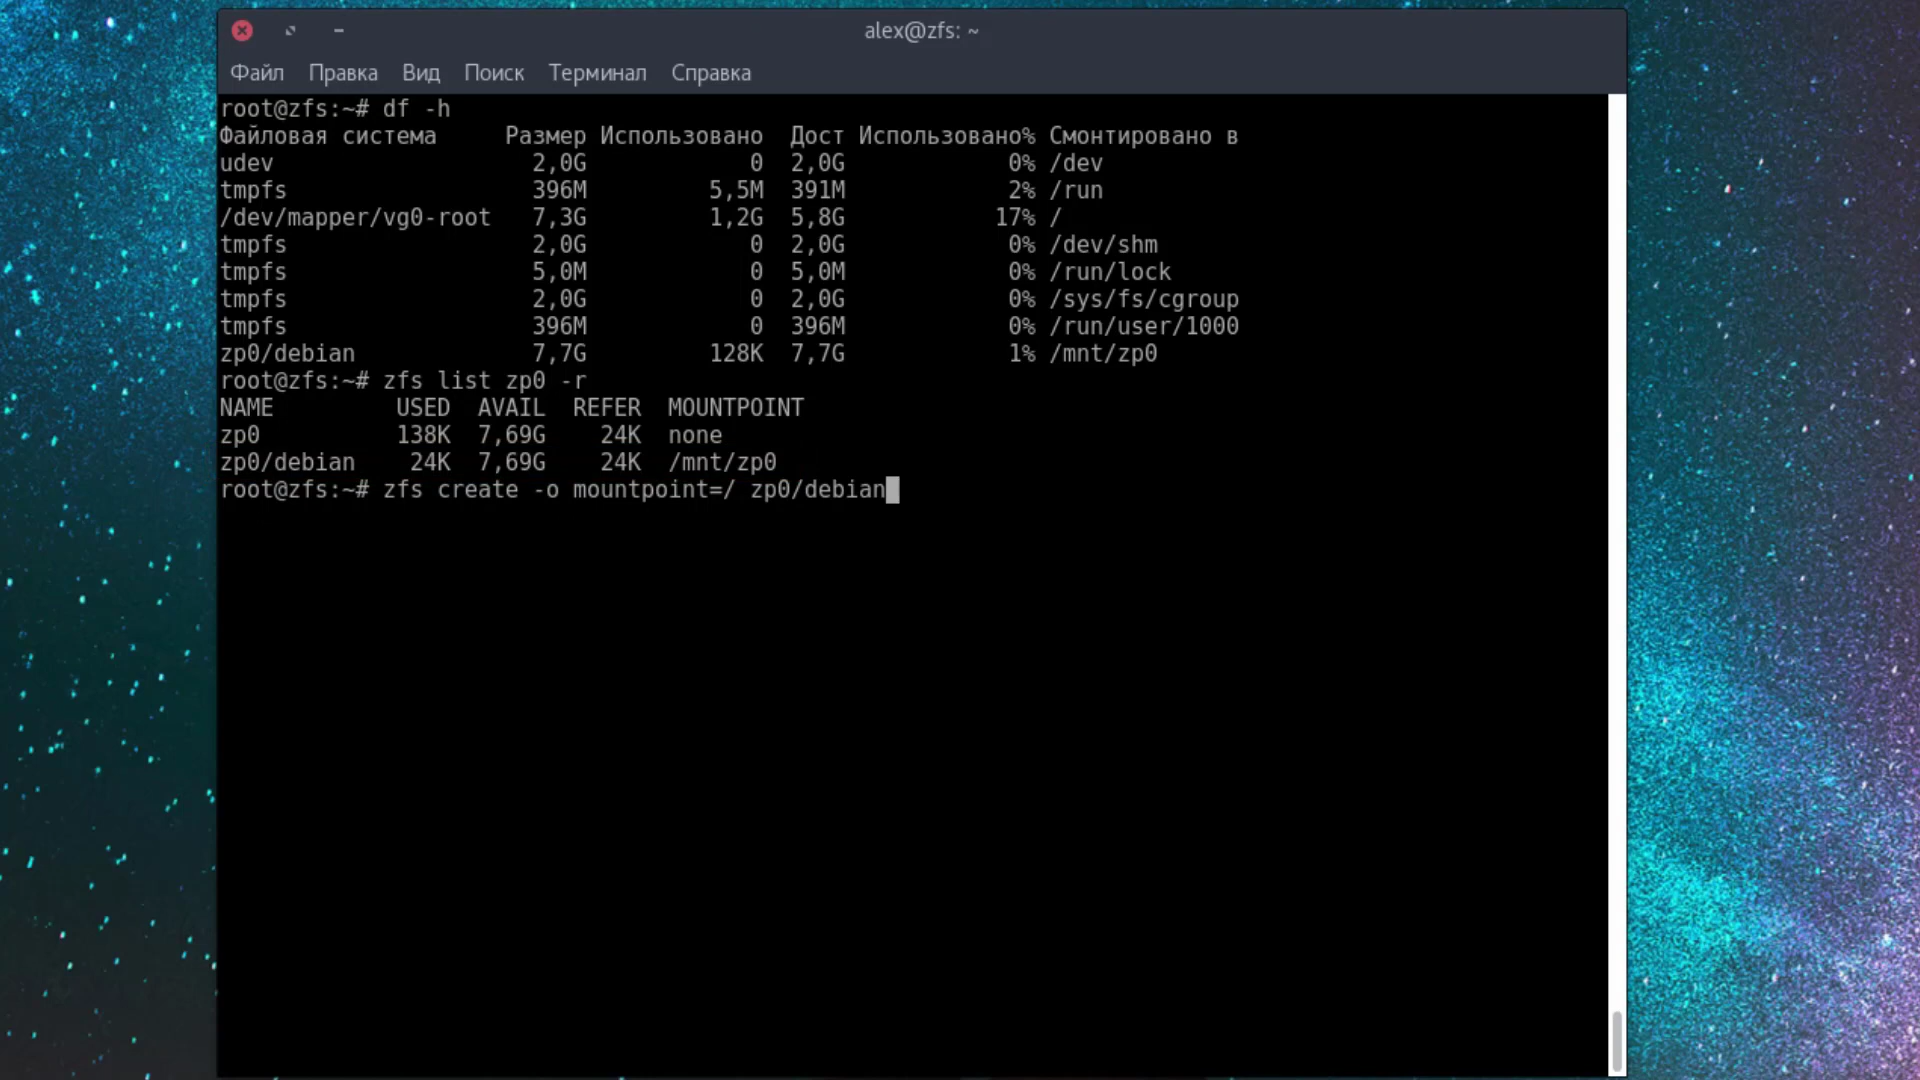 alex@zfs: ~
Файл Правка Вид Поиск Терминал Справка
root@zfs:~# df -h
Файловая система Размер Использовано Дост Использовано% Смонтировано в
udev 2,0G 0 2,0G 0% /dev
tmpfs 396M 5,5M 391M 2% /run
/dev/mapper/vg0-root 7,3G 1,2G 5,8G 17% /
tmpfs 2,0G 0 2,0G 0% /dev/shm
tmpfs 5,0M 0 5,0M 0% /run/lock
tmpfs 2,0G 0 2,0G 0% /sys/fs/cgroup
tmpfs 396M 0 396M 0% /run/user/1000
zp0/debian 7,7G 128K 7,7G 1% /mnt/zp0
root@zfs:~# zfs list zp0 -r
NAME USED AVAIL REFER MOUNTPOINT
zp0 138K 7,69G 24K none
zp0/debian 24K 7,69G 24K /mnt/zp0
root@zfs:~# zfs create -o mountpoint=/ zp0/debian